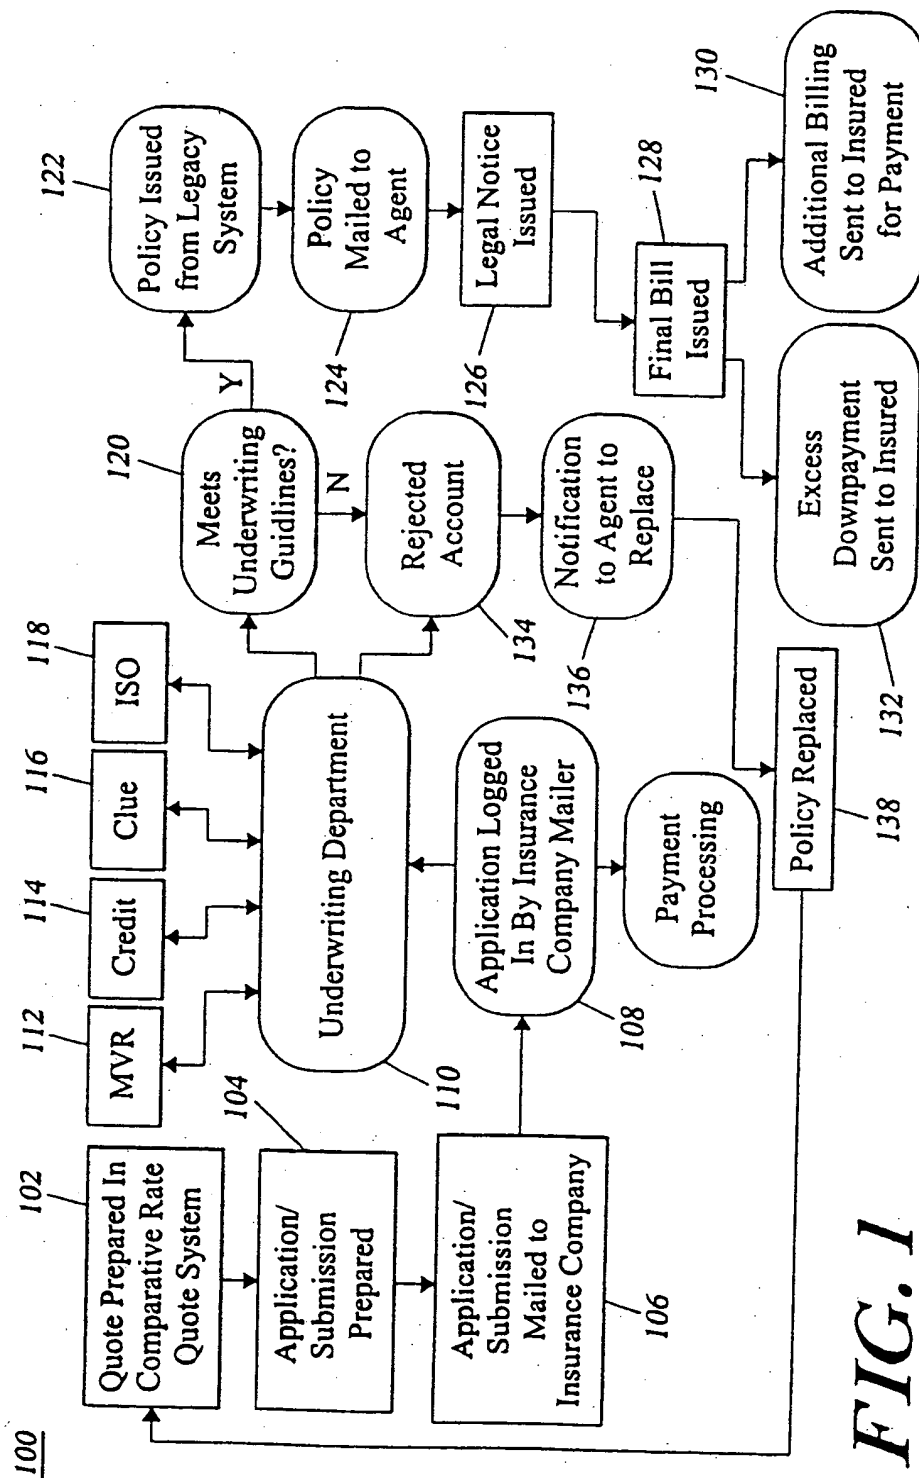 100
102
Quote Prepared In
Comparative Rate
Quote System
104
Application/
Submission
Prepared
Application/
Submission
Mailed to
Insurance Company
106
112
MVR
114
Credit
116
Clue
118
ISO
Underwriting Department
110
Application Logged
In By Insurance
Company Mailer
108
Payment
Processing
120
Meets
Underwriting
Guidlines?
Y
N
Rejected
Account
134
Notification
to Agent to
Replace
136
Policy Replaced
138
122
Policy Issued
from Legacy
System
Policy
Mailed to
Agent
124
Legal Notice
Issued
126
128
Final Bill
Issued
130
Additional Billing
Sent to Insured
for Payment
Excess
Downpayment
Sent to Insured
132
FIG. 1